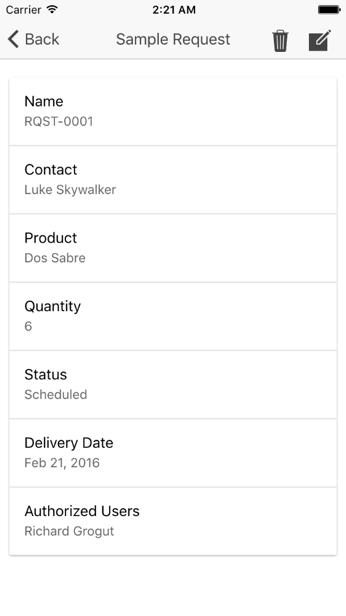 Carrier 2:21 AM
Back Sample Request
Name
RQST-0001
Contact
Luke Skywalker
Product
Dos Sabre
Quantity
6
Status
Scheduled
Delivery Date
Feb 21, 2016
Authorized Users
Richard Grogut